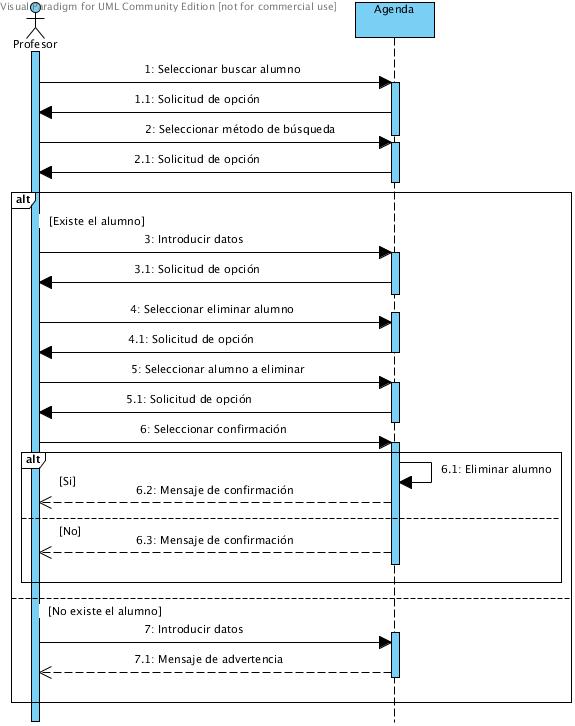 Visual Paradigm for UML Community Edition [not for commercial use]
Profesor
Agenda
1: Seleccionar buscar alumno
1.1: Solicitud de opción
2: Seleccionar método de búsqueda
2.1: Solicitud de opción
alt
[Existe el alumno]
3: Introducir datos
3.1: Solicitud de opción
4: Seleccionar eliminar alumno
4.1: Solicitud de opción
5: Seleccionar alumno a eliminar
5.1: Solicitud de opción
6: Seleccionar confirmación
alt
6.1: Eliminar alumno
[Si]
6.2: Mensaje de confirmación
[No]
6.3: Mensaje de confirmación
[No existe el alumno]
7: Introducir datos
7.1: Mensaje de advertencia